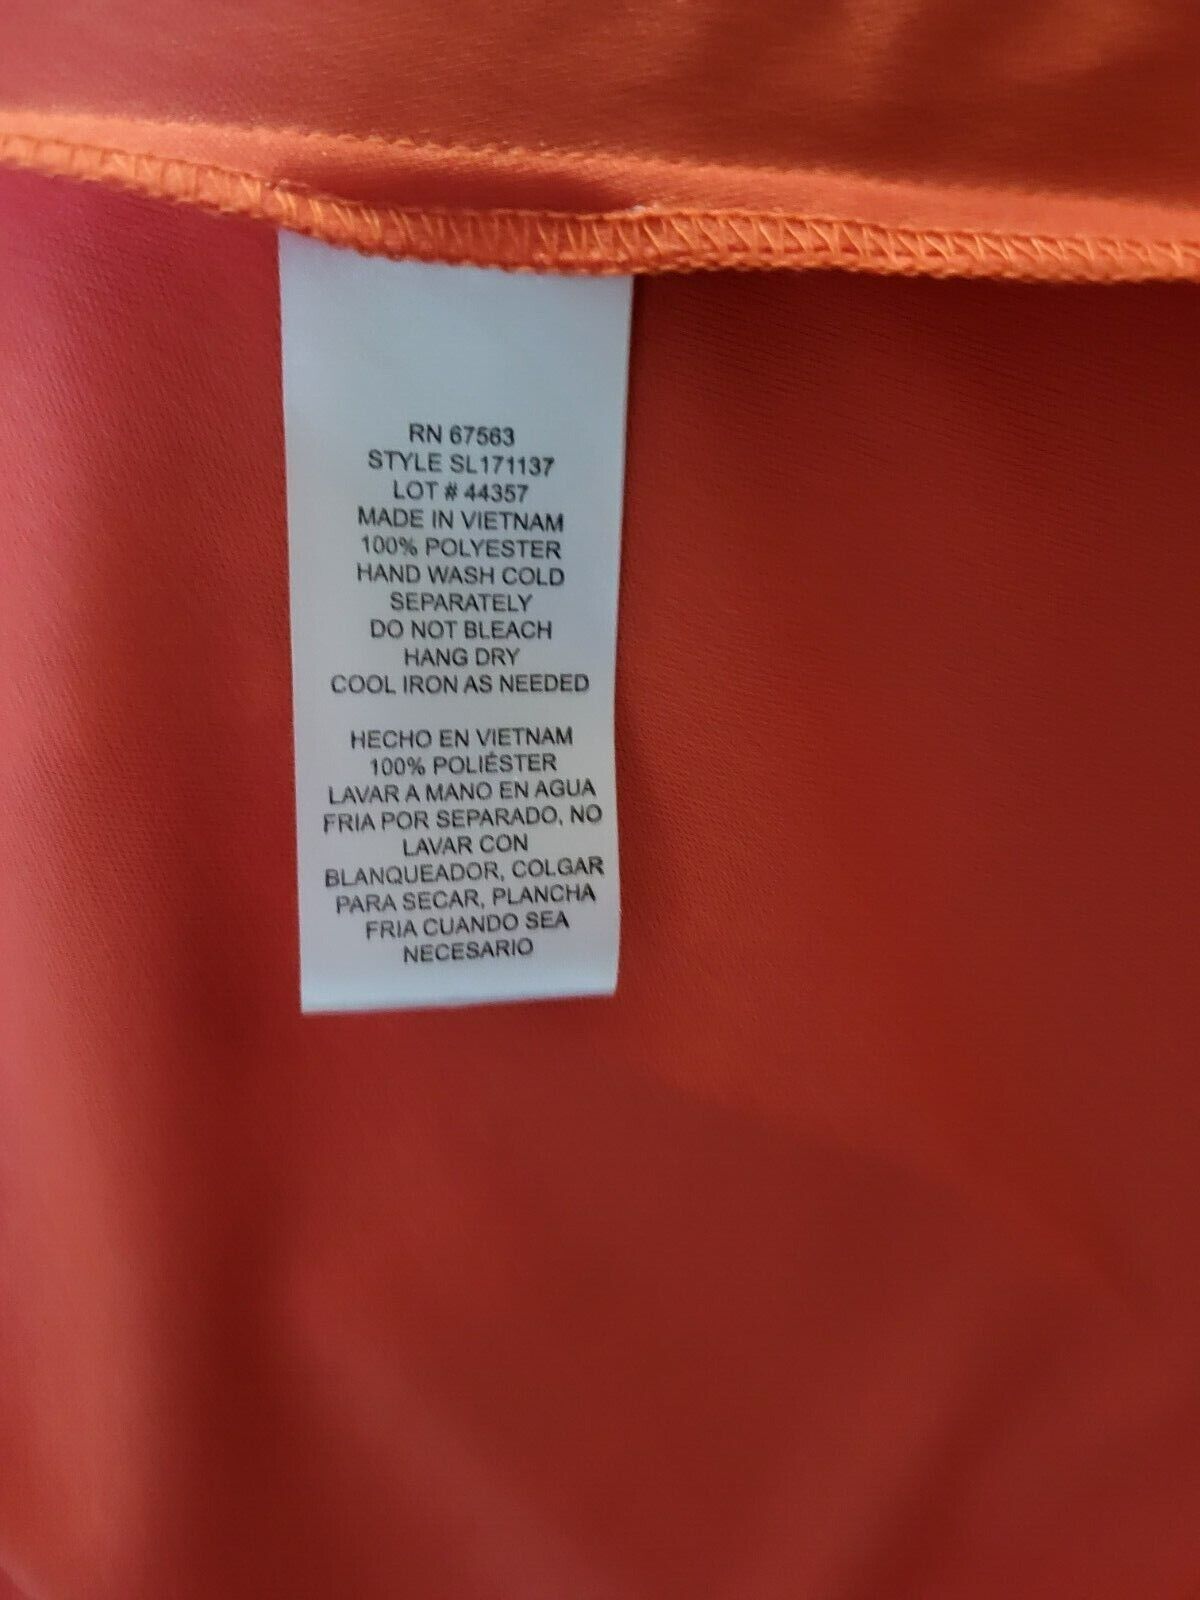 RN 67563
STYLE SL171137
LOT # 44357
MADE IN VIETNAM
100% POLYESTER
HAND WASH COLD
SEPARATELY
DO NOT BLEACH
HANG DRY
COOL IRON AS NEEDED
HECHO EN VIETNAM
100% POLIÉSTER
LAVAR A MANO EN AGUA
FRIA POR SEPARADO, NO
LAVAR CON
BLANQUEADOR, COLGAR
PARA SECAR, PLANCHA
FRIA CUANDO SEA
NECESARIO